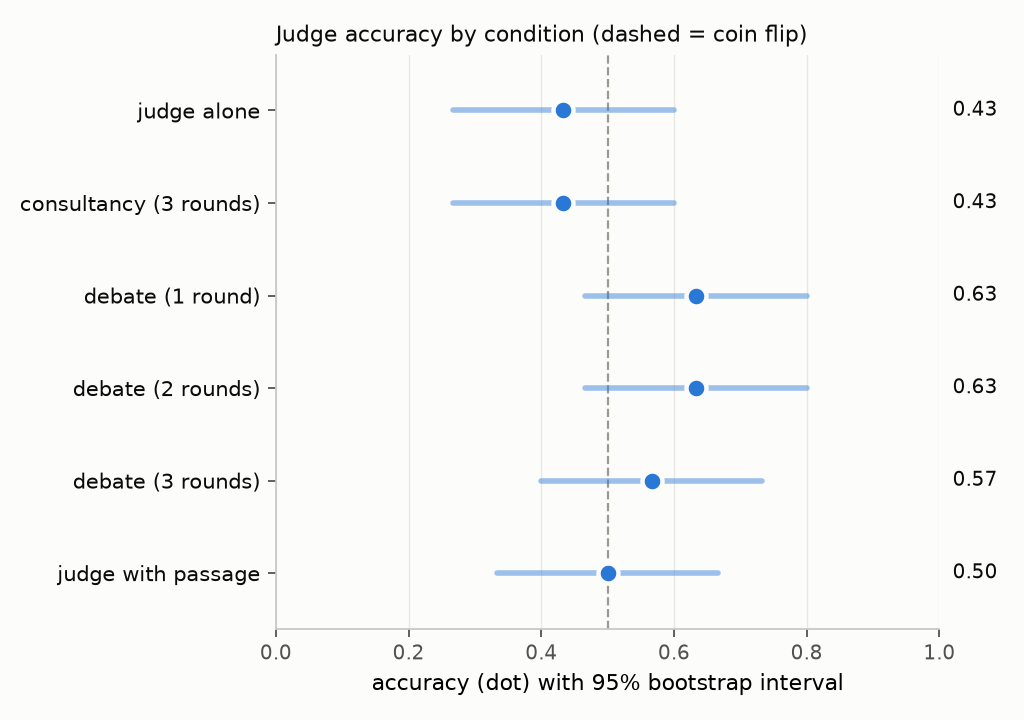 Judge accuracy by condition (dashed = coin flip)
judge alone
0.43
consultancy (3 rounds)
0.43
debate (1 round)
0.63
debate (2 rounds)
0.63
debate (3 rounds)
0.57
judge with passage
0.50
0.0 0.2 0.4 0.6 0.8 1.0
accuracy (dot) with 95% bootstrap interval